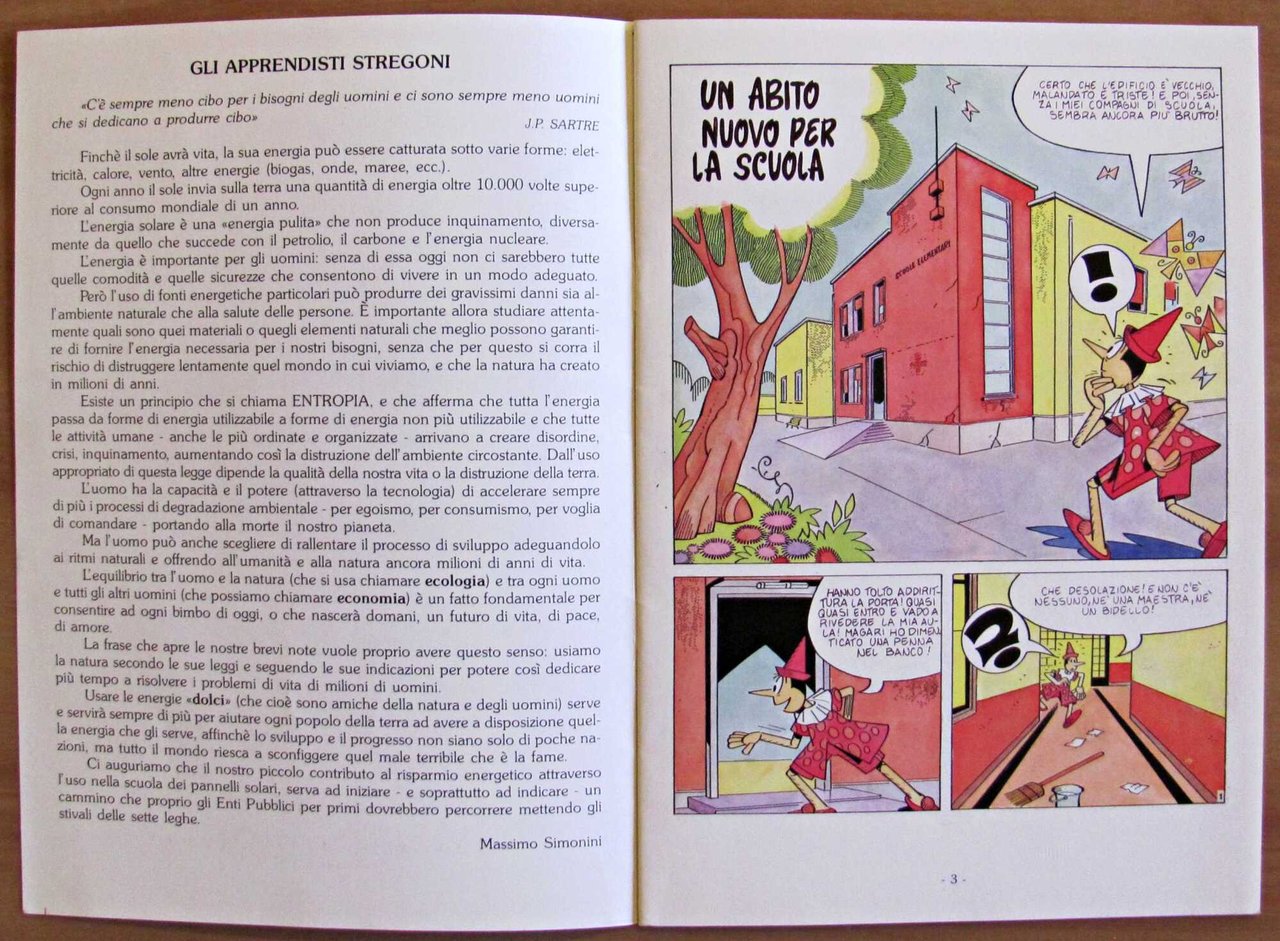 GLI APPRENDISTI STREGONI
«C'è sempre meno cibo per i bisogni degli uomini e ci sono sempre meno uomini
che si dedicano a produrre cibo»
J.P. SARTRE
Finchè il sole avrà vita, la sua energia può essere catturata sotto varie forme: elet-
tricità, calore, vento, altre energie (biogas, onde, maree, ecc.).
Ogni anno il sole invia sulla terra una quantità di energia oltre 10.000 volte supe-
riore al consumo mondiale di un anno.
L'energia solare è una «energia pulita» che non produce inquinamento, diversa-
mente da quello che succede con il petrolio, il carbone e l'energia nucleare.
L'energia è importante per gli uomini: senza di essa oggi non ci sarebbero tutte
quelle comodità e quelle sicurezze che consentono di vivere in un modo adeguato.
Però l'uso di fonti energetiche particolari può produrre dei gravissimi danni sia al-
l'ambiente naturale che alla salute delle persone. È importante allora studiare attenta-
mente quali sono quei materiali o quegli elementi naturali che meglio possono garanti-
re di fornire l'energia necessaria per i nostri bisogni, senza che per questo si corra il
rischio di distruggere lentamente quel mondo in cui viviamo, e che la natura ha creato
in milioni di anni.
Esiste un principio che si chiama ENTROPIA, e che afferma che tutta l'energia
passa da forme di energia utilizzabile a forme di energia non più utilizzabile e che tutte
le attività umane - anche le più ordinate e organizzate - arrivano a creare disordine,
crisi, inquinamento, aumentando così la distruzione dell'ambiente circostante. Dall'uso
appropriato di questa legge dipende la qualità della nostra vita o la distruzione della terra.
L'uomo ha la capacità e il potere (attraverso la tecnologia) di accelerare sempre
di più i processi di degradazione ambientale - per egoismo, per consumismo, per voglia
di comandare - portando alla morte il nostro pianeta.
Ma l'uomo può anche scegliere di rallentare il processo di sviluppo adeguandolo
ai ritmi naturali e offrendo all'umanità e alla natura ancora milioni di anni di vita.
L'equilibrio tra l'uomo e la natura (che si usa chiamare ecologia) e tra ogni uomo
e tutti gli altri uomini (che possiamo chiamare economia) è un fatto fondamentale per
consentire ad ogni bimbo di oggi, o che nascerà domani, un futuro di vita, di pace,
di amore.
La frase che apre le nostre brevi note vuole proprio avere questo senso: usiamo
la natura secondo le sue leggi e seguendo le sue indicazioni per potere così dedicare
più tempo a risolvere i problemi di vita di milioni di uomini.
Usare le energie «dolci» (che cioè sono amiche della natura e degli uomini) serve
e servirà sempre di più per aiutare ogni popolo della terra ad avere a disposizione quel-
la energia che gli serve, affinchè lo sviluppo e il progresso non siano solo di poche na-
zioni, ma tutto il mondo riesca a sconfiggere quel male terribile che è la fame.
Ci auguriamo che il nostro piccolo contributo al risparmio energetico attraverso
l'uso nella scuola dei pannelli solari, serva ad iniziare - e soprattutto ad indicare - un
cammino che proprio gli Enti Pubblici per primi dovrebbero percorrere mettendo gli
stivali delle sette leghe.
Massimo Simonini
UN ABITO
NUOVO PER
LA SCUOLA
CERTO CHE L'EDIFICIO È VECCHIO,
MALANDATO E TRISTE! E POI, SEN-
ZA I MIEI COMPAGNI DI SCUOLA,
SEMBRA ANCORA PIÙ BRUTTO!
SCUOLE ELEMENTARI
!
HANNO TOLTO ADDIRIT-
TURA LA PORTA! QUASI
QUASI ENTRO E VADO A
RIVEDERE LA MIA AU-
LA! MAGARI HO DIMEN-
TICATO UNA PENNA
NEL BANCO!
CHE DESOLAZIONE! E NON C'È
NESSUNO, NE' UNA MAESTRA, NE'
UN BIDELLO!
?!
1
- 3 -